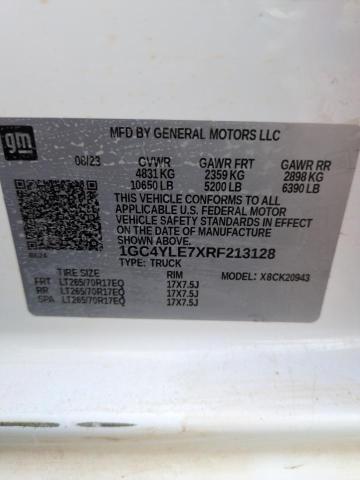 gm
MFD BY GENERAL MOTORS LLC
08/23 GVWR GAWR FRT GAWR RR
4831 KG 2359 KG 2898 KG
10650 LB 5200 LB 6390 LB
THIS VEHICLE CONFORMS TO ALL
APPLICABLE U.S. FEDERAL MOTOR
VEHICLE SAFETY STANDARDS IN
EFFECT ON THE DATE OF
MANUFACTURE SHOWN ABOVE.
1GC4YLE7XRF213128
TYPE: TRUCK
TIRE SIZE RIM MODEL: X8CK20943
FRT LT265/70R17EQ 17X7.5J
RR LT265/70R17EQ 17X7.5J
SPA LT265/70R17EQ 17X7.5J